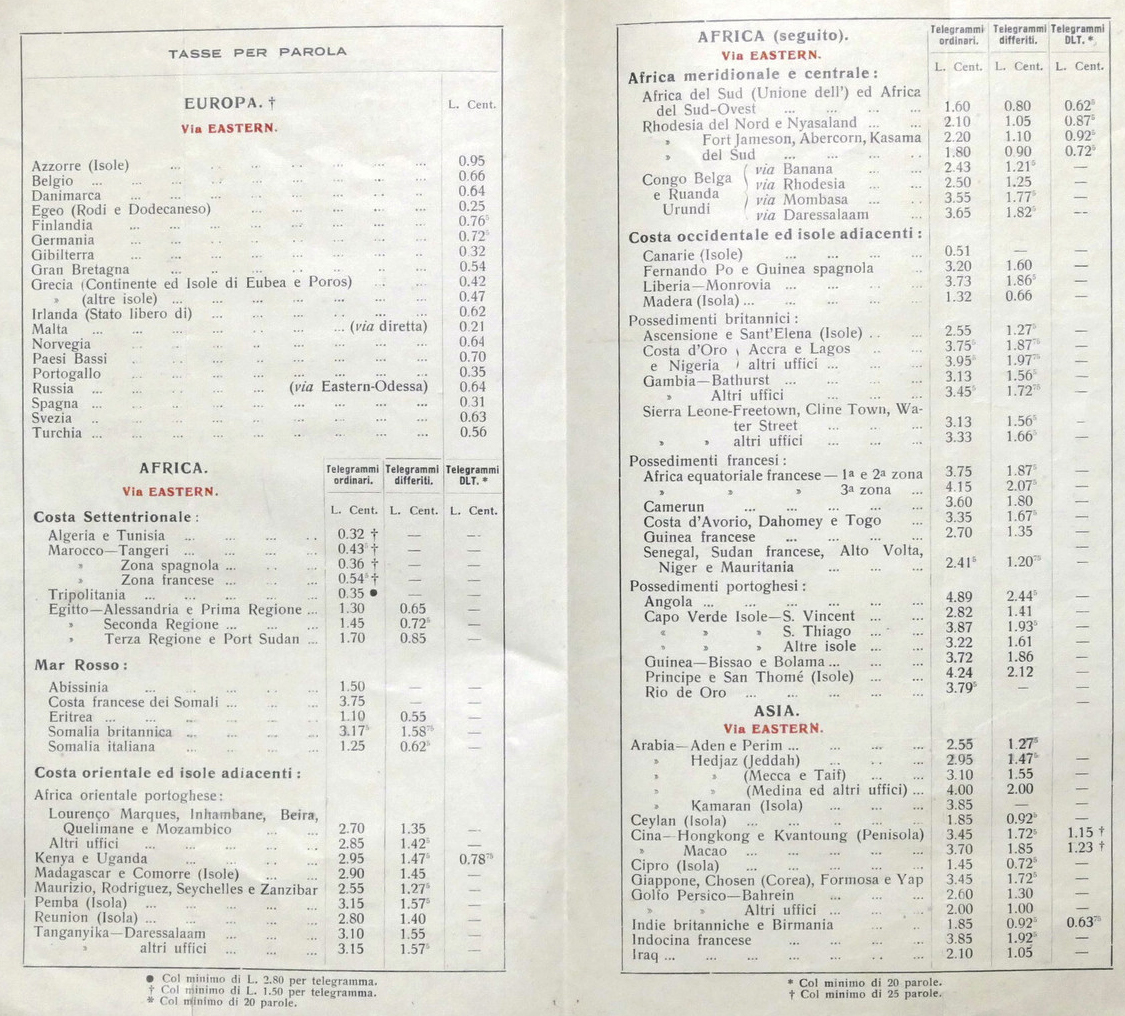 TASSE PER PAROLA
EUROPA. † L. Cent.
Via EASTERN.
Azzorre (Isole) ... ... ... ... ... 0.95
Belgio ... ... ... ... ... ... 0.66
Danimarca ... ... ... ... ... ... 0.64
Egeo (Rodi e Dodecaneso) ... ... ... ... 0.25
Finlandia ... ... ... ... ... ... 0.76⁵
Germania ... ... ... ... ... ... 0.72⁵
Gibilterra ... ... ... ... ... ... 0 32
Gran Bretagna ... ... ... ... ... 0.54
Grecia (Continente ed Isole di Eubea e Poros) ... ... 0.42
» (altre isole) ... ... ... ... ... ... 0.47
Irlanda (Stato libero di) ... ... ... ... ... 0.62
Malta ... ... ... ... ... (via diretta) 0.21
Norvegia ... ... ... ... ... ... 0.64
Paesi Bassi ... ... ... ... ... ... 0.70
Portogallo ... ... ... ... ... ... 0.35
Russia ... ... ... (via Eastern-Odessa) 0.64
Spagna ... ... ... ... ... ... ... 0.31
Svezia .. ... ... ... ... ... ... 0.63
Turchia ... ... ... ... ... ... ... 0.56
AFRICA. Telegrammi ordinari. Telegrammi differiti. Telegrammi DLT. *
Via EASTERN.
L. Cent. L. Cent. L. Cent.
Costa Settentrionale :
Algeria e Tunisia ... ... ... .. 0.32 † — —
Marocco—Tangeri ... ... ... ... 0.43⁵ † — —
» Zona spagnola ... ... ... 0.36 † — —
» Zona francese ... ... ... 0.54⁵ † — —
Tripolitania ... ... ... ... ... 0.35 ● — —
Egitto—Alessandria e Prima Regione ... 1.30 0.65 —
» Seconda Regione ... ... ... 1.45 0.72⁵ —
» Terza Regione e Port Sudan ... 1.70 0.85 —
Mar Rosso :
Abissinia ... ... ... .. ... 1.50 — —
Costa francese dei Somali ... ... ... 3.75 — —
Eritrea ... ... ... ... ... ... 1.10 0.55 —
Somalia britannica ... ... ... ... 3.17⁵ 1.58⁷⁵ —
Somalia italiana ... ... ... ... 1.25 0.62⁵ —
Costa orientale ed isole adiacenti :
Africa orientale portoghese :
Lourenço Marques, Inhambane, Beira,
Quelimane e Mozambico ... ... 2.70 1.35 —
Altri uffici ... ... ... ... ... 2.85 1.42⁵ —
Kenya e Uganda ... ... ... ... 2.95 1.47⁵ 0.78⁷⁵
Madagascar e Comorre (Isole) ... ... 2.90 1.45 —
Maurizio, Rodriguez, Seychelles e Zanzibar 2.55 1.27⁵ —
Pemba (Isola) ... ... ... ... ... 3.15 1.57⁵ —
Reunion (Isola) ... ... ... ... ... 2.80 1.40 —
Tanganyika—Daressalaam ... ... ... 3.10 1.55 —
» altri uffici ... ... ... 3.15 1.57⁵ —
● Col minimo di L. 2.80 per telegramma.
† Col minimo di L. 1.50 per telegramma.
* Col minimo di 20 parole.
AFRICA (seguito). Telegrammi ordinari. Telegrammi differiti. Telegrammi DLT. *
Via EASTERN.
L. Cent. L. Cent. L. Cent.
Africa meridionale e centrale :
Africa del Sud (Unione dell') ed Africa
del Sud-Ovest ... ... ... ... 1.60 0.80 0.62⁵
Rhodesia del Nord e Nyasaland ... ... 2.10 1.05 0.87⁵
» Fort Jameson, Abercorn, Kasama 2.20 1.10 0.92⁵
» del Sud ... ... ... .. 1.80 0 90 0.72⁵
Congo Belga e Ruanda Urundi
via Banana ... ... 2.43 1.21⁵ —
via Rhodesia ... ... 2.50 1.25 —
via Mombasa ... ... 3.55 1.77⁵ —
via Daressalaam ... 3.65 1.82⁵ —
Costa occidentale ed isole adiacenti :
Canarie (Isole) ... ... ... ... 0.51 — —
Fernando Po e Guinea spagnola ... 3.20 1.60 —
Liberia—Monrovia ... ... ... ... 3.73 1.86⁵ —
Madera (Isola) ... ... ... ... ... 1.32 0.66 —
Possedimenti britannici :
Ascensione e Sant'Elena (Isole) .. ... 2.55 1.27⁵ —
Costa d'Oro e Nigeria
Accra e Lagos .. ... 3.75⁵ 1.87⁷⁵ —
altri uffici ... ... ... 3.95⁵ 1.97⁷⁵ —
Gambia—Bathurst ... ... ... ... 3.13 1.56⁵ —
» Altri uffici ... ... ... 3.45⁵ 1.72⁷⁵ —
Sierra Leone-Freetown, Cline Town, Wa-
ter Street ... ... ... 3.13 1.56⁵ –
» » altri uffici ... ... ... 3.33 1.66⁵ —
Possedimenti francesi :
Africa equatoriale francese — 1ª e 2ª zona 3.75 1.87⁵ —
» » » 3ª zona ... 4.15 2.07⁵ —
Camerun ... ... ... ... ... 3.60 1.80 —
Costa d'Avorio, Dahomey e Togo ... 3.35 1.67⁵ —
Guinea francese ... ... ... ... 2.70 1.35 —
Senegal, Sudan francese, Alto Volta,
Niger e Mauritania ... ... ... 2.41⁵ 1.20⁷⁵ —
Possedimenti portoghesi :
Angola ... ... ... ... ... ... 4.89 2.44⁵ —
Capo Verde Isole—S. Vincent ... ... 2.82 1.41 —
« » » S. Thiago ... ... 3.87 1.93⁵ —
» » » Altre isole ... ... 3.22 1.61 —
Guinea—Bissao e Bolama ... ... ... 3.72 1.86 —
Principe e San Thomé (Isole) ... ... 4.24 2.12 —
Rio de Oro ... ... ... ... ... 3.79⁵ — —
ASIA.
Via EASTERN.
Arabia—Aden e Perim ... ... ... ... 2.55 1.27⁵
» Hedjaz (Jeddah) ... .. ... 2.95 1.47⁵ —
» » (Mecca e Taif) ... ... 3.10 1.55 —
» » (Medina ed altri uffici) ... 4.00 2.00 —
» Kamaran (Isola) ... ... ... 3.85 — —
Ceylan (Isola) ... ... ... ... ... 1.85 0.92⁵ —
Cina—Hongkong e Kvantoung (Penisola) 3.45 1.72⁵ 1.15 †
» Macao ... ... ... ... ... 3.70 1.85 1.23 †
Cipro (Isola) ... ... ... ... ... 1.45 0.72⁵ —
Giappone, Chosen (Corea), Formosa e Yap 3.45 1.72⁵ —
Golfo Persico—Bahrein ... ... ... 2.60 1.30 —
» » Altri uffici ... ... ... 2.00 1.00 —
Indie britanniche e Birmania ... ... 1.85 0.92⁵ 0.63⁷⁵
Indocina francese ... ... ... ... 3.85 1.92⁵ —
Iraq ... ... ... ... ... .. ... 2.10 1.05 —
* Col minimo di 20 parole.
† Col minimo di 25 parole.